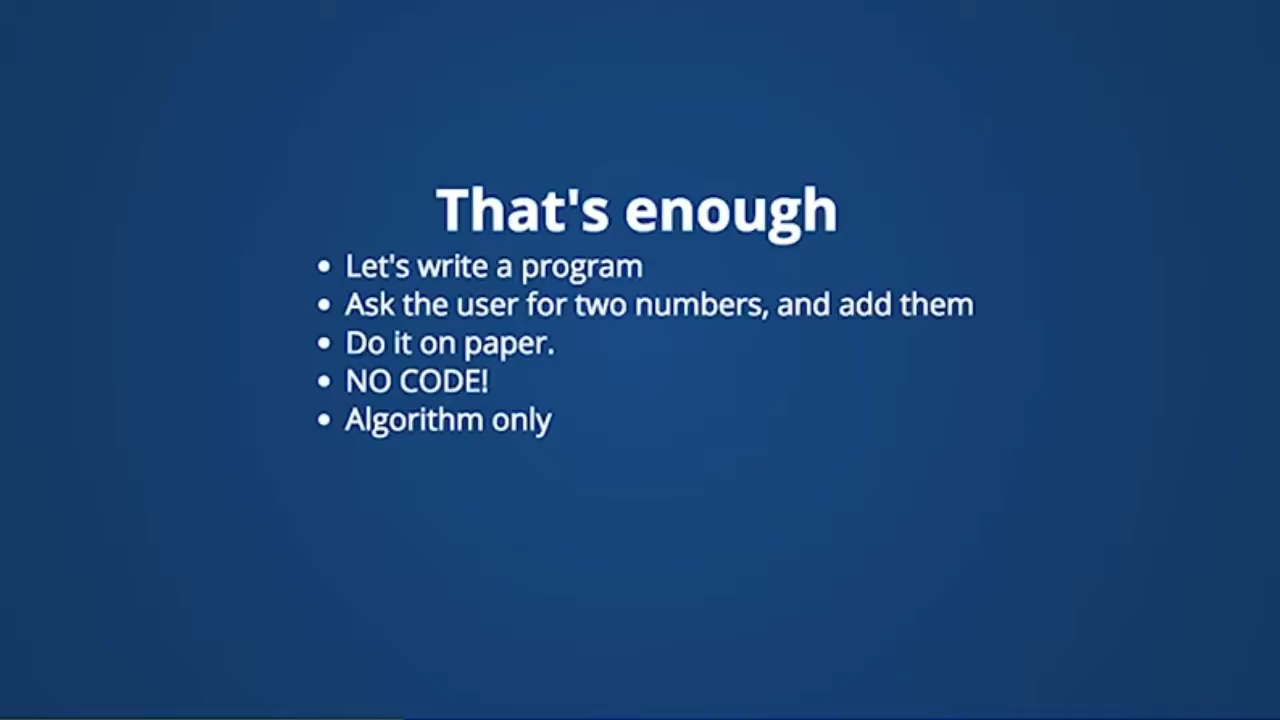 That's enough
• Let's write a program
• Ask the user for two numbers, and add them
• Do it on paper.
• NO CODE!
• Algorithm only